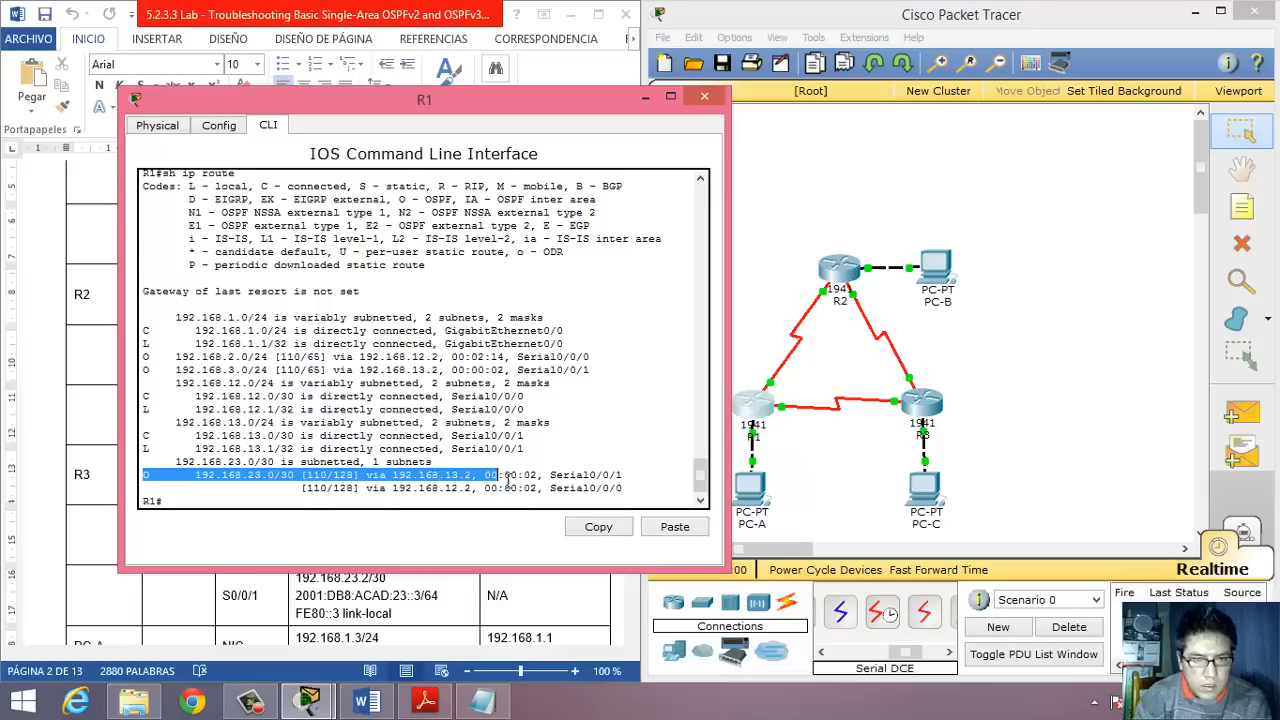 5.2.3.3 Lab - Troubleshooting Basic Single-Area OSPFv2 and OSPFv3...
ARCHIVO
INICIO
INSERTAR
DISEÑO
DISEÑO DE PÁGINA
REFERENCIAS
CORRESPONDENCIA
Arial
10
Pegar
N
K
Portapapeles
R2
R3
S0/0/1
192.168.23.2/30
2001:DB8:ACAD:23::3/64
FE80::3 link-local
N/A
192.168.1.3/24
192.168.1.1
PÁGINA 2 DE 13
2880 PALABRAS
100 %
R1
Physical
Config
CLI
IOS Command Line Interface
R1#sh ip route
Codes: L - local, C - connected, S - static, R - RIP, M - mobile, B - BGP
D - EIGRP, EX - EIGRP external, O - OSPF, IA - OSPF inter area
N1 - OSPF NSSA external type 1, N2 - OSPF NSSA external type 2
E1 - OSPF external type 1, E2 - OSPF external type 2, E - EGP
i - IS-IS, L1 - IS-IS level-1, L2 - IS-IS level-2, ia - IS-IS inter area
* - candidate default, U - per-user static route, o - ODR
P - periodic downloaded static route
Gateway of last resort is not set
192.168.1.0/24 is variably subnetted, 2 subnets, 2 masks
C 192.168.1.0/24 is directly connected, GigabitEthernet0/0
L 192.168.1.1/32 is directly connected, GigabitEthernet0/0
O 192.168.2.0/24 [110/65] via 192.168.12.2, 00:02:14, Serial0/0/0
O 192.168.3.0/24 [110/65] via 192.168.13.2, 00:00:02, Serial0/0/1
192.168.12.0/24 is variably subnetted, 2 subnets, 2 masks
C 192.168.12.0/30 is directly connected, Serial0/0/0
L 192.168.12.1/32 is directly connected, Serial0/0/0
192.168.13.0/24 is variably subnetted, 2 subnets, 2 masks
C 192.168.13.0/30 is directly connected, Serial0/0/1
L 192.168.13.1/32 is directly connected, Serial0/0/1
192.168.23.0/30 is subnetted, 1 subnets
O 192.168.23.0/30 [110/128] via 192.168.13.2, 00:00:02, Serial0/0/1
[110/128] via 192.168.12.2, 00:00:02, Serial0/0/0
R1#
Copy
Paste
Cisco Packet Tracer
File
Edit
Options
View
Tools
Extensions
Help
[Root]
New Cluster
Move Object
Set Tiled Background
Viewport
1941
R2
PC-PT
PC-B
1941
R1
1941
R3
PC-PT
PC-A
PC-PT
PC-C
Power Cycle Devices
Fast Forward Time
Realtime
Connections
Serial DCE
Scenario 0
New
Delete
Toggle PDU List Window
Fire
Last Status
Source